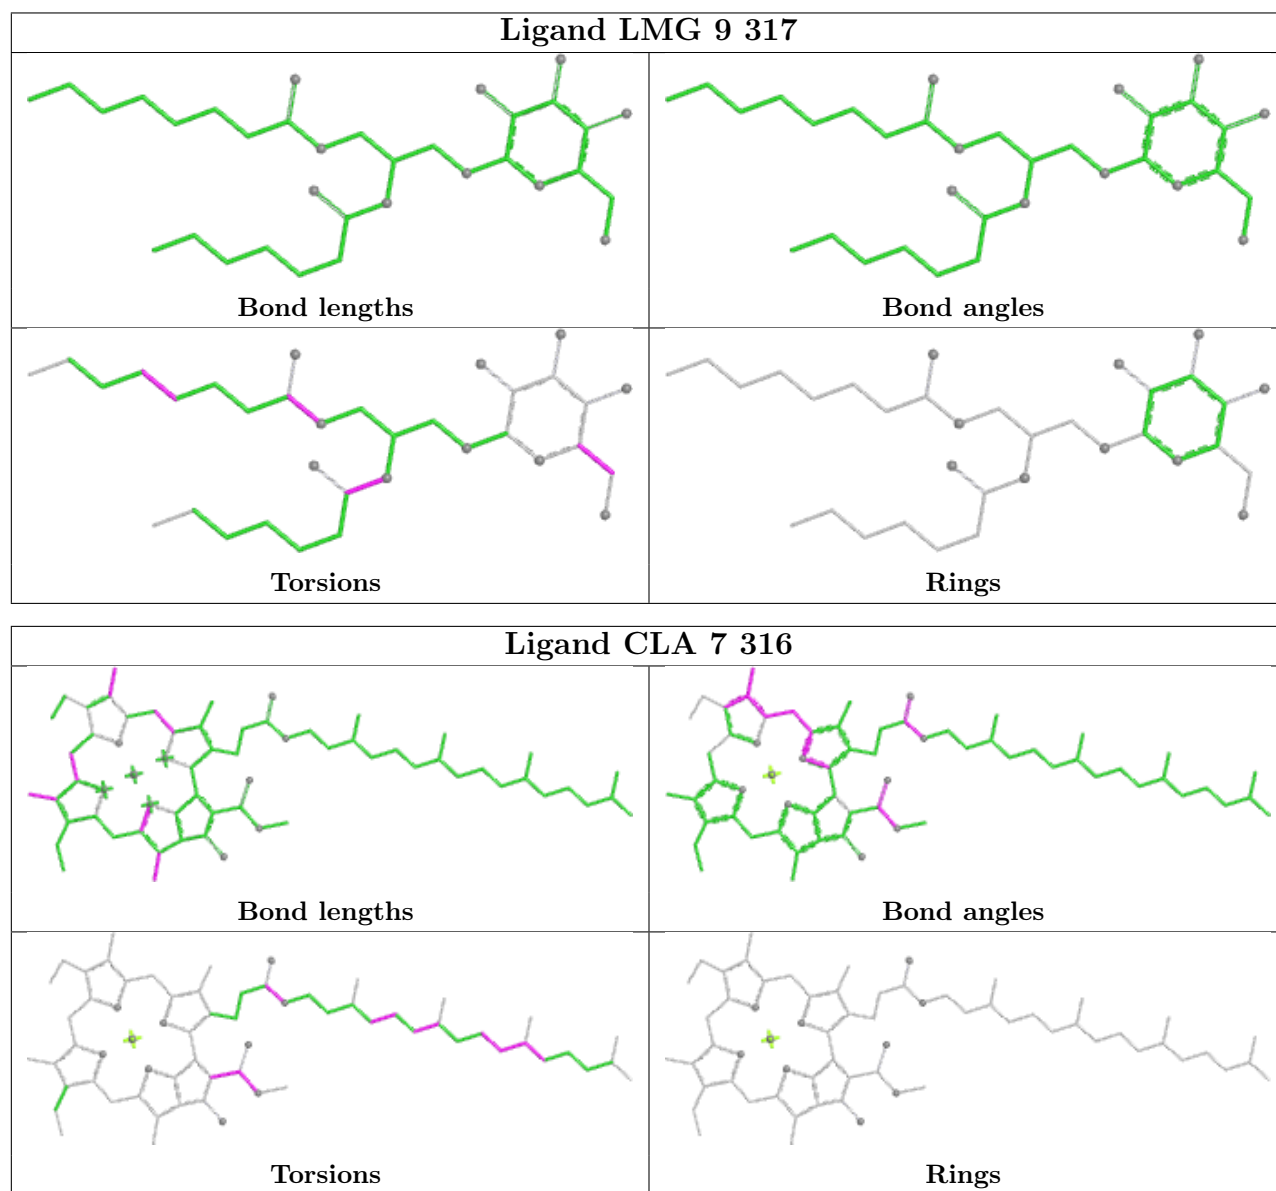 Ligand LMG 9 317
Bond lengths
Bond angles
Torsions
Rings
Ligand CLA 7 316
Bond lengths
Bond angles
Torsions
Rings